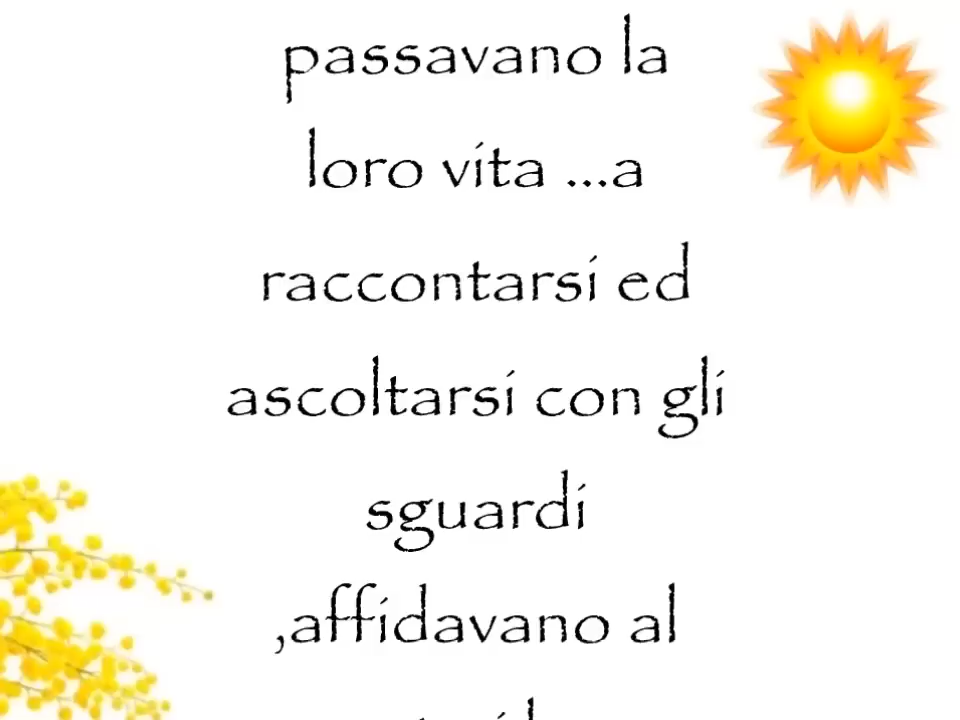 passavano la
loro vita ...a
raccontarsi ed
ascoltarsi con gli
sguardi
,affidavano al